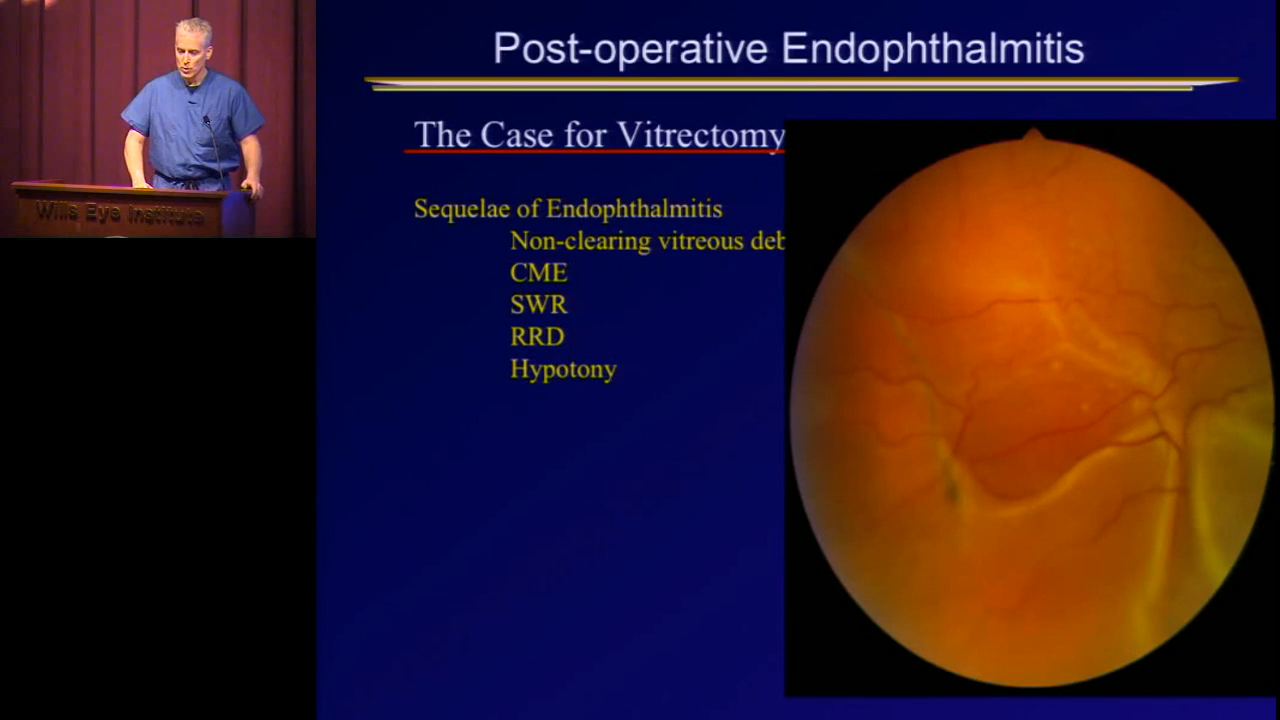 Post-operative Endophthalmitis
The Case for Vitrectomy
Sequelae of Endophthalmitis
Non-clearing vitreous deb
CME
SWR
RRD
Hypotony
Wills Eye Institute